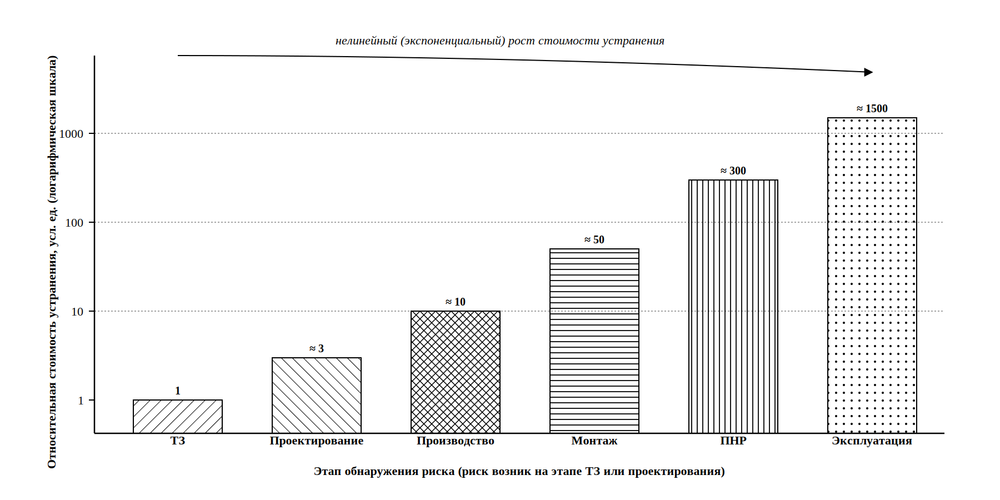 нелинейный (экспоненциальный) рост стоимости устранения
Относительная стоимость устранения, усл. ед. (логарифмическая шкала)
1000
100
10
1
1
≈ 3
≈ 10
≈ 50
≈ 300
≈ 1500
ТЗ
Проектирование
Производство
Монтаж
ПНР
Эксплуатация
Этап обнаружения риска (риск возник на этапе ТЗ или проектирования)